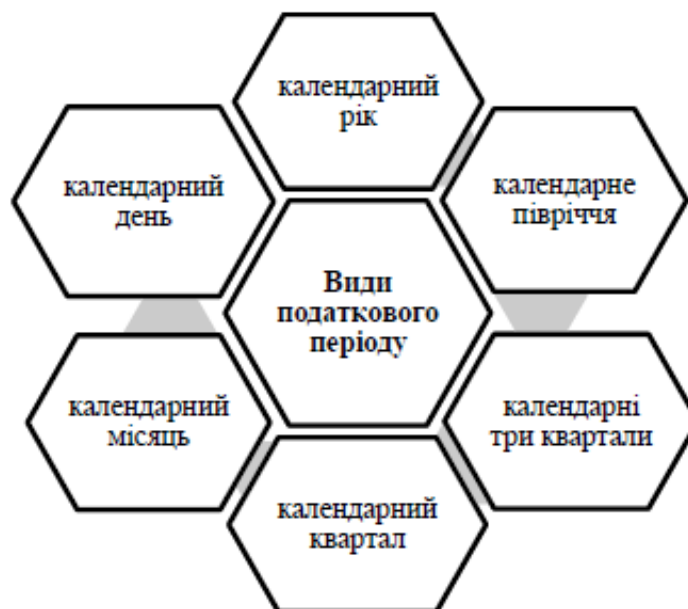 календарний
рік
календарне
півріччя
календарні
три квартали
календарний
квартал
календарний
місяць
календарний
день
Види
податкового
періоду